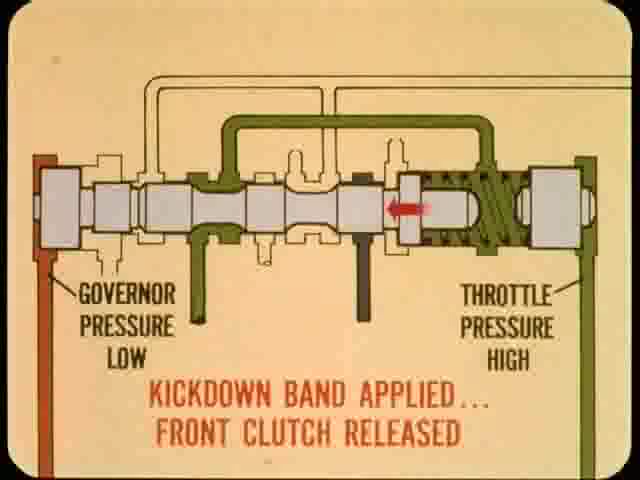 GOVERNOR
PRESSURE
LOW
THROTTLE
PRESSURE
HIGH
KICKDOWN BAND APPLIED...
FRONT CLUTCH RELEASED